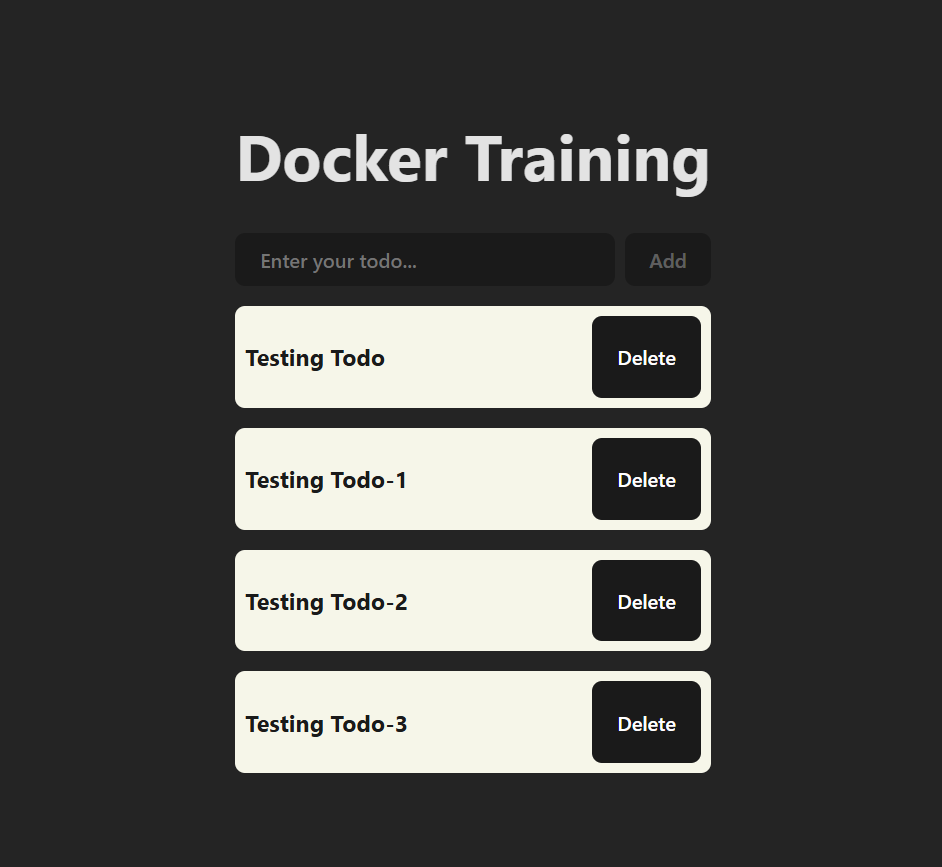 Docker Training
Enter your todo...
Add
Testing Todo
Delete
Testing Todo-1
Delete
Testing Todo-2
Delete
Testing Todo-3
Delete